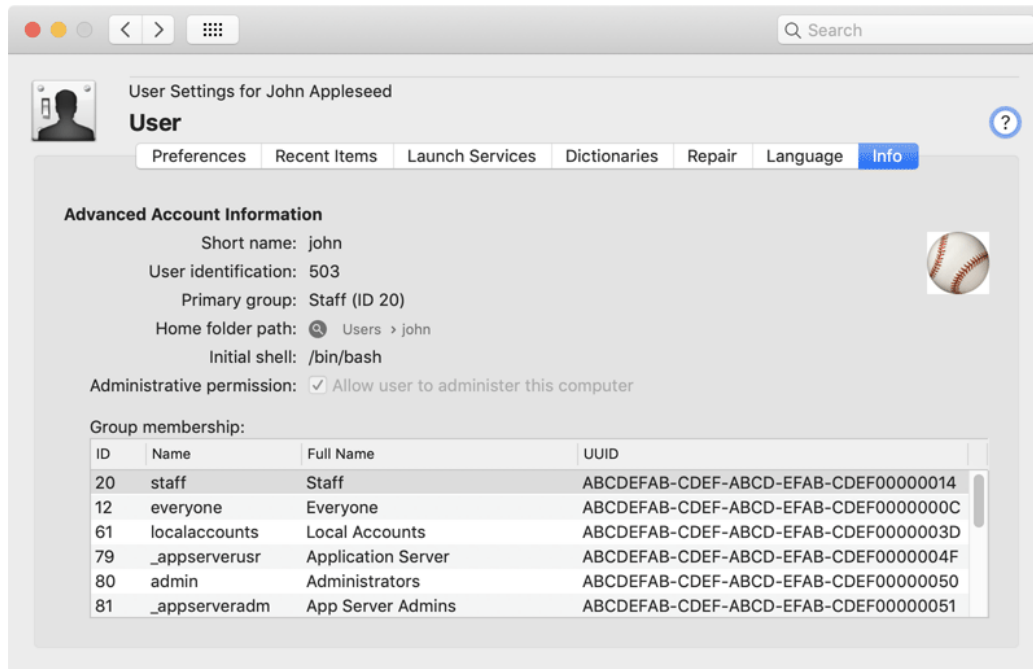 Search
User Settings for John Appleseed
User
?
Preferences Recent Items Launch Services Dictionaries Repair Language Info
Advanced Account Information
Short name: john
User identification: 503
Primary group: Staff (ID 20)
Home folder path: Users › john
Initial shell: /bin/bash
Administrative permission: Allow user to administer this computer
Group membership:
ID Name Full Name UUID
20 staff Staff ABCDEFAB-CDEF-ABCD-EFAB-CDEF00000014
12 everyone Everyone ABCDEFAB-CDEF-ABCD-EFAB-CDEF0000000C
61 localaccounts Local Accounts ABCDEFAB-CDEF-ABCD-EFAB-CDEF0000003D
79 _appserverusr Application Server ABCDEFAB-CDEF-ABCD-EFAB-CDEF0000004F
80 admin Administrators ABCDEFAB-CDEF-ABCD-EFAB-CDEF00000050
81 _appserveradm App Server Admins ABCDEFAB-CDEF-ABCD-EFAB-CDEF00000051